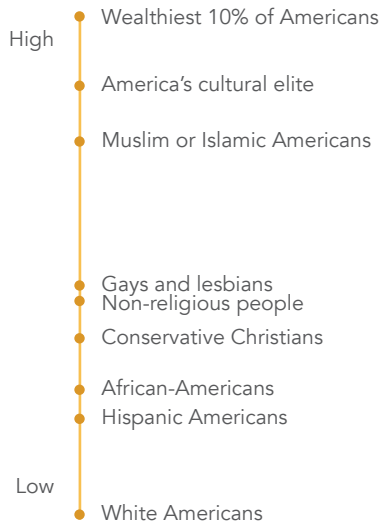 Wealthiest 10% of Americans
High
America’s cultural elite
Muslim or Islamic Americans
Gays and lesbians
Non-religious people
Conservative Christians
African-Americans
Hispanic Americans
Low
White Americans